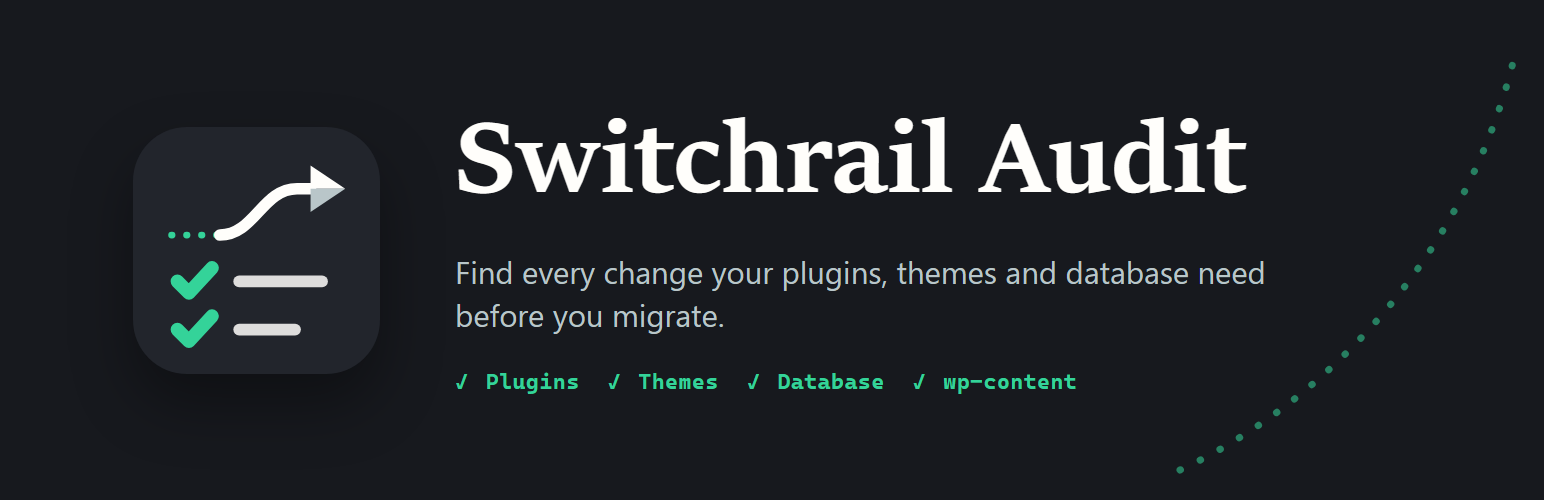 Switchrail Audit
Find every change your plugins, themes and database need
before you migrate.
✓ Plugins ✓ Themes ✓ Database ✓ wp-content